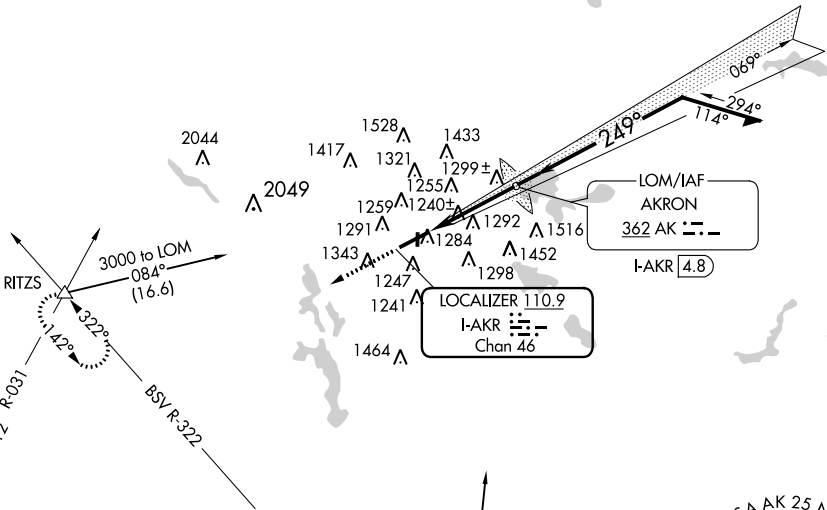 069°
294°
114°
249°
1528
1433
2044
1417
1321
1299 ±
1255
2049
1259
1240±
LOM/IAF
AKRON
362 AK
1291
1292
1516
I-AKR 4.8
1284
1343
1452
3000 to LOM
084°
(16.6)
1298
1247
RITZS
1241
LOCALIZER 110.9
I-AKR
Chan 46
322°
142°
1464
R-031
BSV R-322
AK 25